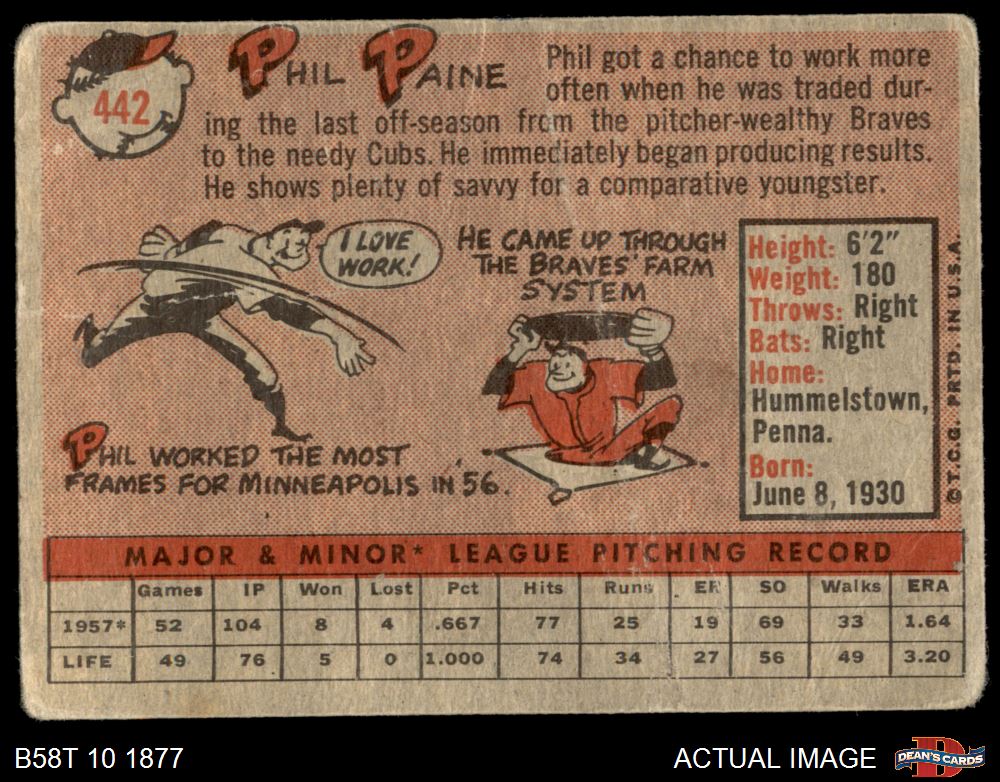 442
PHIL PAINE
Phil got a chance to work more
often when he was traded dur-
ing the last off-season from the pitcher-wealthy Braves
to the needy Cubs. He immediately began producing results.
He shows plenty of savvy for a comparative youngster.
I LOVE
WORK!
PHIL WORKED THE MOST
FRAMES FOR MINNEAPOLIS IN '56.
HE CAME UP THROUGH
THE BRAVES' FARM
SYSTEM
Height: 6'2"
Weight: 180
Throws: Right
Bats: Right
Home:
Hummelstown,
Penna.
Born:
June 8, 1930
©T.C.G. PRTD. IN U.S.A.
MAJOR & MINOR* LEAGUE PITCHING RECORD
Games IP Won Lost Pct Hits Runs ER SO Walks ERA
1957* 52 104 8 4 .667 77 25 19 69 33 1.64
LIFE 49 76 5 0 1.000 74 34 27 56 49 3.20
B58T 10 1877
ACTUAL IMAGE
D
DEAN'S CARDS